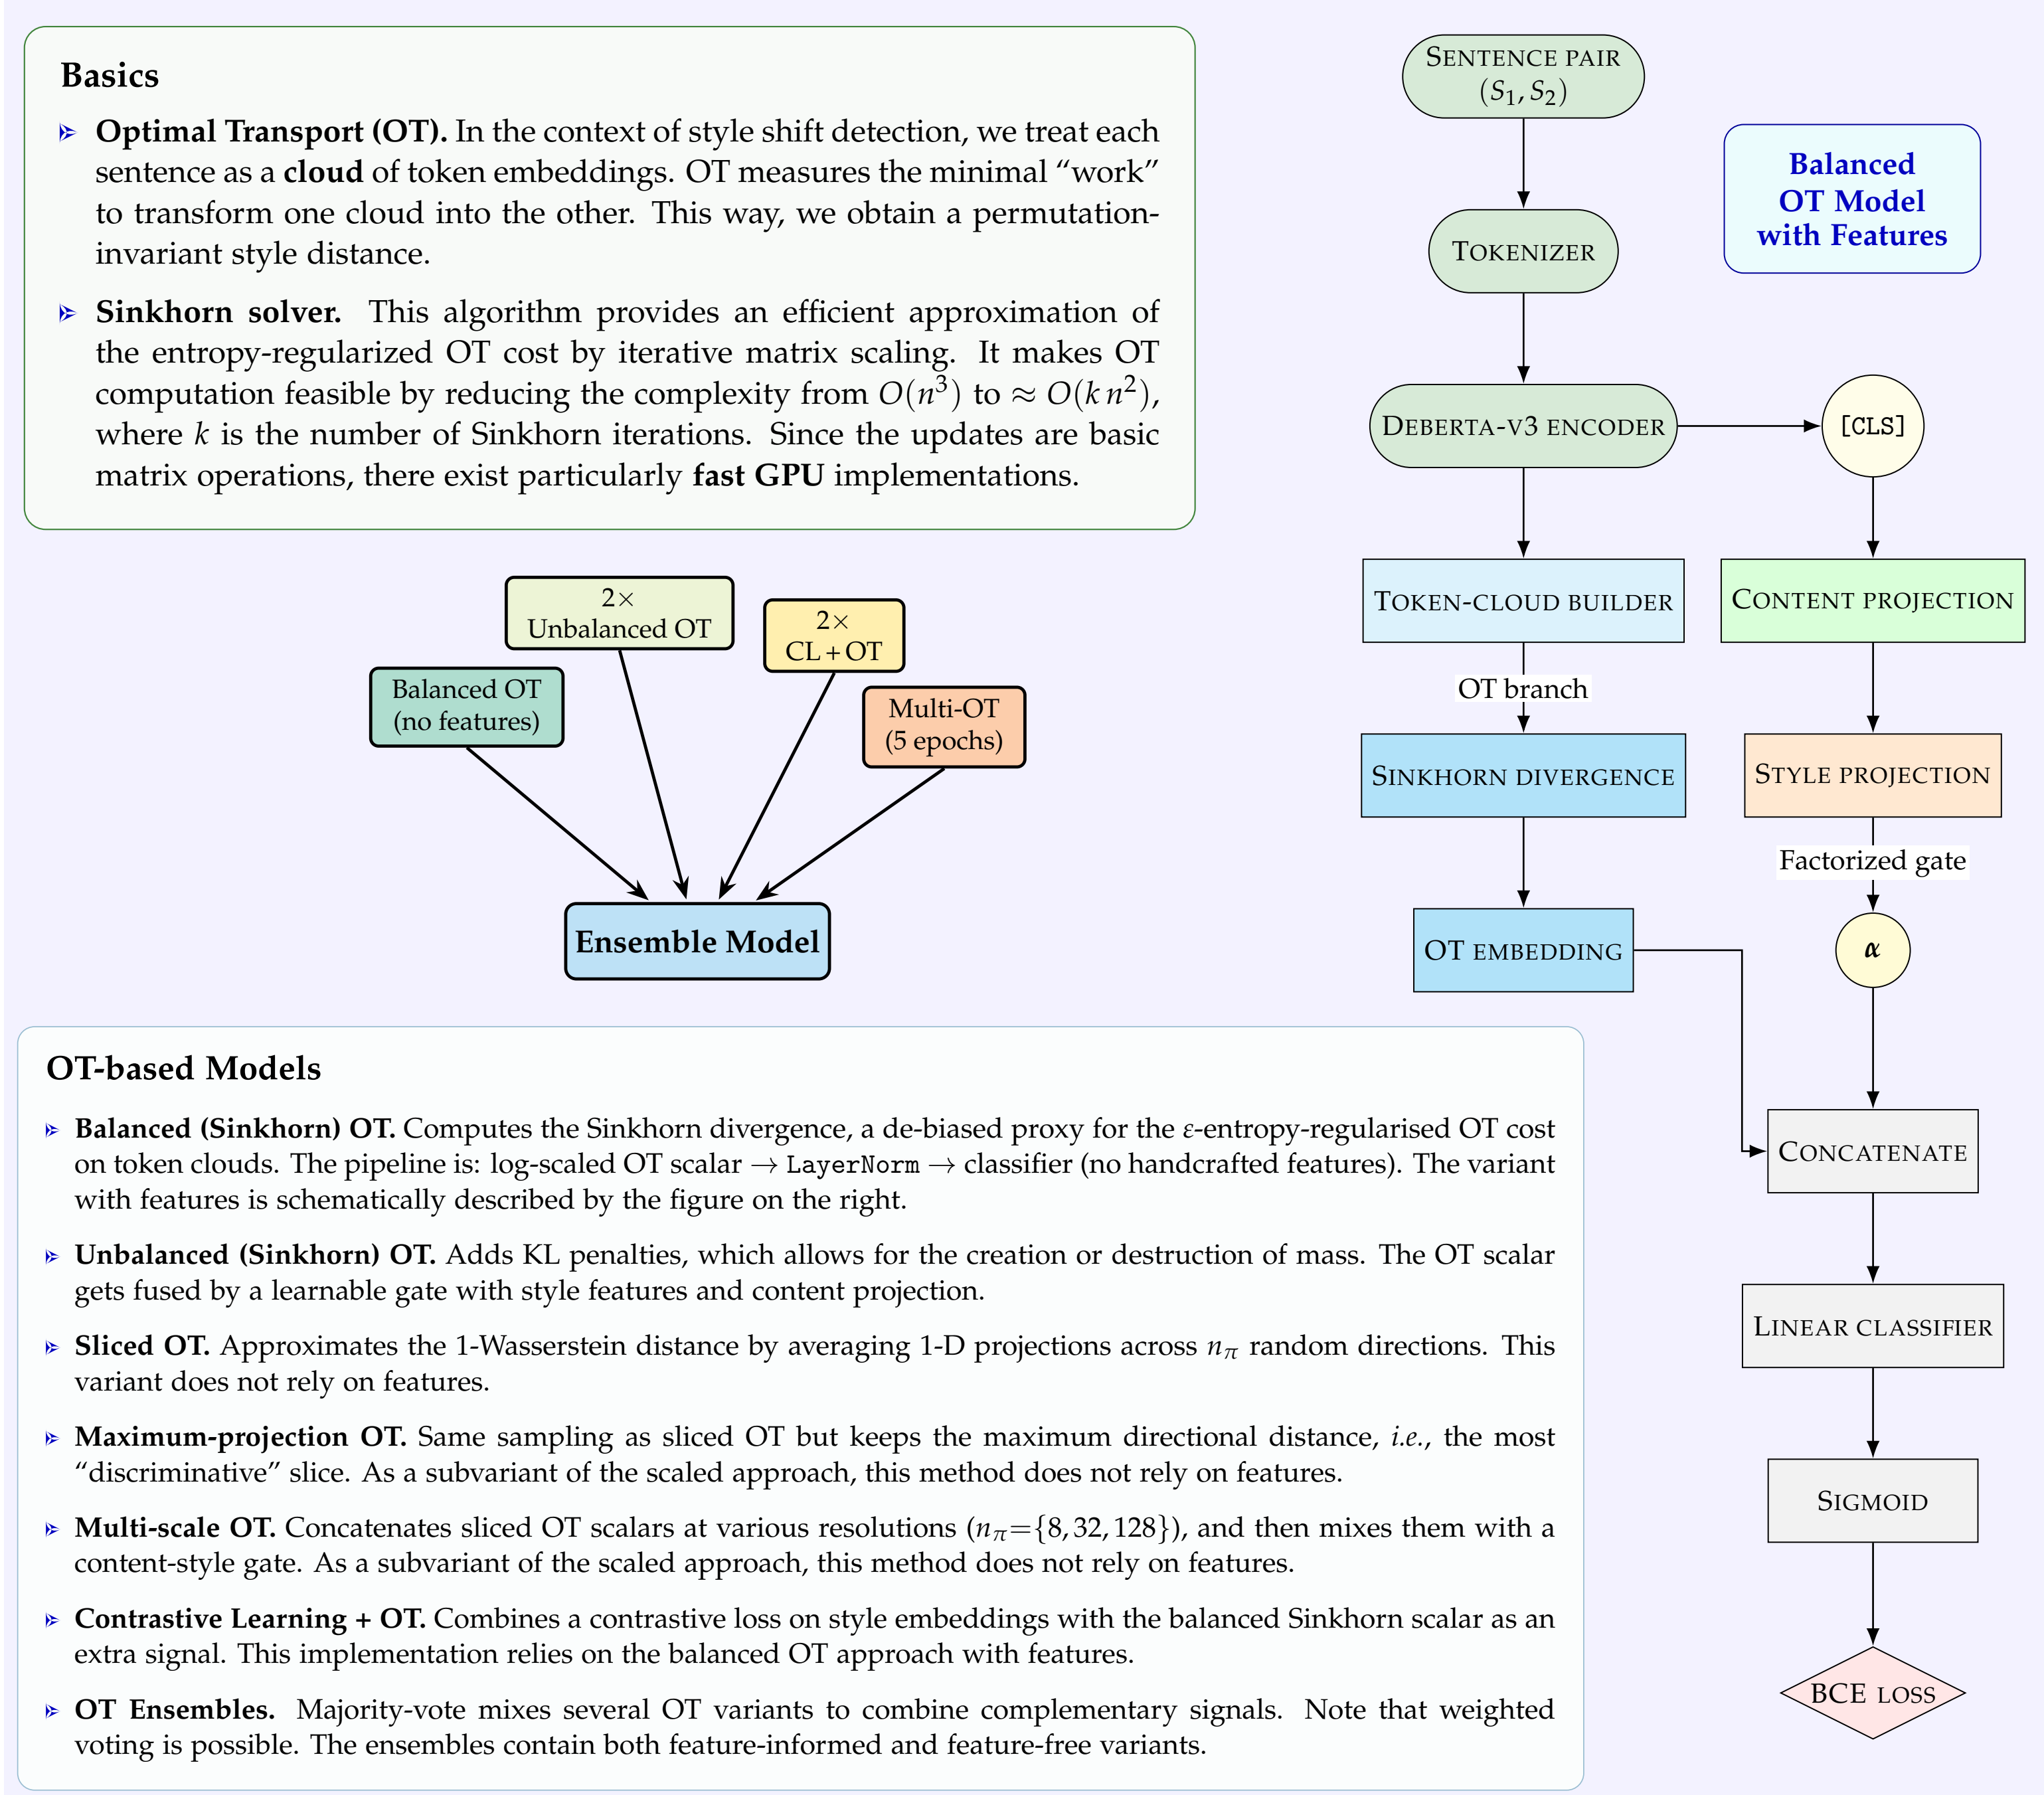 Basics
Optimal Transport (OT). In the context of style shift detection, we treat each
sentence as a cloud of token embeddings. OT measures the minimal “work”
to transform one cloud into the other. This way, we obtain a permutation-
invariant style distance.
Sinkhorn solver. This algorithm provides an efficient approximation of
the entropy-regularized OT cost by iterative matrix scaling. It makes OT
computation feasible by reducing the complexity from O(n³) to ≈ O(k n²),
where k is the number of Sinkhorn iterations. Since the updates are basic
matrix operations, there exist particularly fast GPU implementations.
2×
Unbalanced OT
2×
CL + OT
Balanced OT
(no features)
Multi-OT
(5 epochs)
Ensemble Model
OT-based Models
Balanced (Sinkhorn) OT. Computes the Sinkhorn divergence, a de-biased proxy for the ε-entropy-regularised OT cost
on token clouds. The pipeline is: log-scaled OT scalar → LayerNorm → classifier (no handcrafted features). The variant
with features is schematically described by the figure on the right.
Unbalanced (Sinkhorn) OT. Adds KL penalties, which allows for the creation or destruction of mass. The OT scalar
gets fused by a learnable gate with style features and content projection.
Sliced OT. Approximates the 1-Wasserstein distance by averaging 1-D projections across nπ random directions. This
variant does not rely on features.
Maximum-projection OT. Same sampling as sliced OT but keeps the maximum directional distance, i.e., the most
“discriminative” slice. As a subvariant of the scaled approach, this method does not rely on features.
Multi-scale OT. Concatenates sliced OT scalars at various resolutions (nπ={8, 32, 128}), and then mixes them with a
content-style gate. As a subvariant of the scaled approach, this method does not rely on features.
Contrastive Learning + OT. Combines a contrastive loss on style embeddings with the balanced Sinkhorn scalar as an
extra signal. This implementation relies on the balanced OT approach with features.
OT Ensembles. Majority-vote mixes several OT variants to combine complementary signals. Note that weighted
voting is possible. The ensembles contain both feature-informed and feature-free variants.
SENTENCE PAIR
(S₁, S₂)
Balanced
OT Model
with Features
TOKENIZER
DEBERTA-V3 ENCODER
[CLS]
TOKEN-CLOUD BUILDER
CONTENT PROJECTION
OT branch
SINKHORN DIVERGENCE
STYLE PROJECTION
Factorized gate
OT EMBEDDING
α
CONCATENATE
LINEAR CLASSIFIER
SIGMOID
BCE LOSS